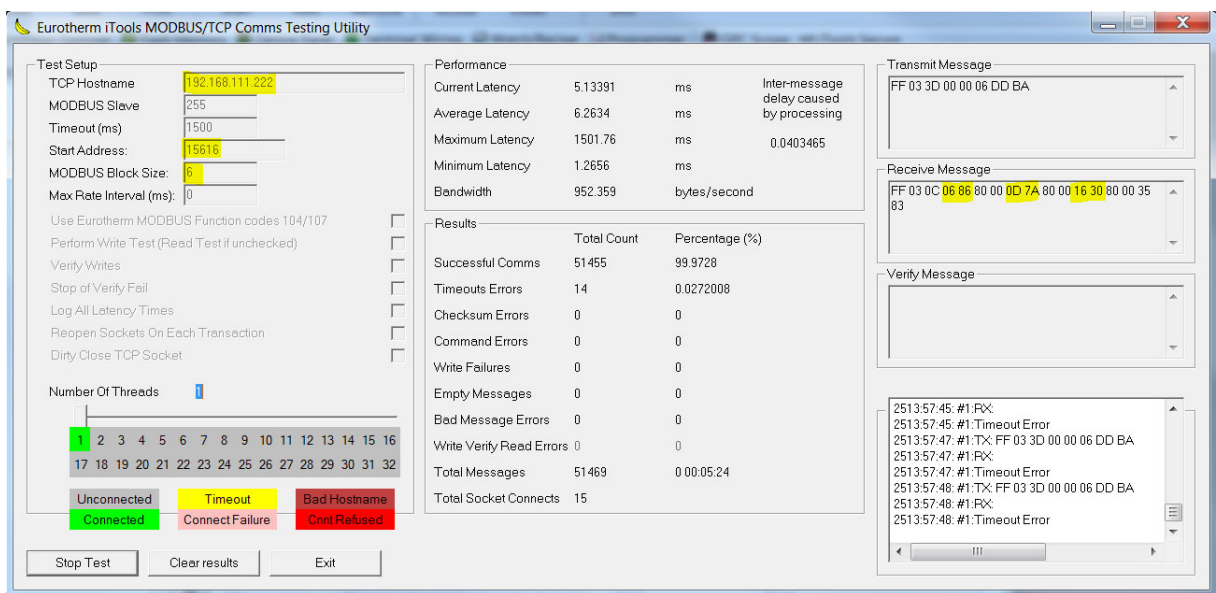 Eurotherm iTools MODBUS/TCP Comms Testing Utility
Test Setup
TCP Hostname 192.168.111.222
MODBUS Slave 255
Timeout (ms) 1500
Start Address: 15616
MODBUS Block Size: 6
Max Rate Interval (ms): 0
Use Eurotherm MODBUS Function codes 104/107
Perform Write Test (Read Test if unchecked)
Verify Writes
Stop of Verify Fail
Log All Latency Times
Reopen Sockets On Each Transaction
Dirty Close TCP Socket
Number Of Threads 1
1 2 3 4 5 6 7 8 9 10 11 12 13 14 15 16
17 18 19 20 21 22 23 24 25 26 27 28 29 30 31 32
Unconnected Timeout Bad Hostname
Connected Connect Failure Cnnt Refused
Stop Test Clear results Exit
Performance
Current Latency 5.13391 ms
Average Latency 6.2634 ms
Maximum Latency 1501.76 ms
Minimum Latency 1.2656 ms
Bandwidth 952.359 bytes/second
Inter-message
delay caused
by processing
0.0403465
Results
Total Count Percentage (%)
Successful Comms 51455 99.9728
Timeouts Errors 14 0.0272008
Checksum Errors 0 0
Command Errors 0 0
Write Failures 0 0
Empty Messages 0 0
Bad Message Errors 0 0
Write Verify Read Errors 0 0
Total Messages 51469 0 00:05:24
Total Socket Connects 15
Transmit Message
FF 03 3D 00 00 06 DD BA
Receive Message
FF 03 0C 06 86 80 00 0D 7A 80 00 16 30 80 00 35
83
Verify Message
2513:57:45: #1:RX:
2513:57:45: #1:Timeout Error
2513:57:47: #1:TX: FF 03 3D 00 00 06 DD BA
2513:57:47: #1:RX:
2513:57:47: #1:Timeout Error
2513:57:48: #1:TX: FF 03 3D 00 00 06 DD BA
2513:57:48: #1:RX:
2513:57:48: #1:Timeout Error